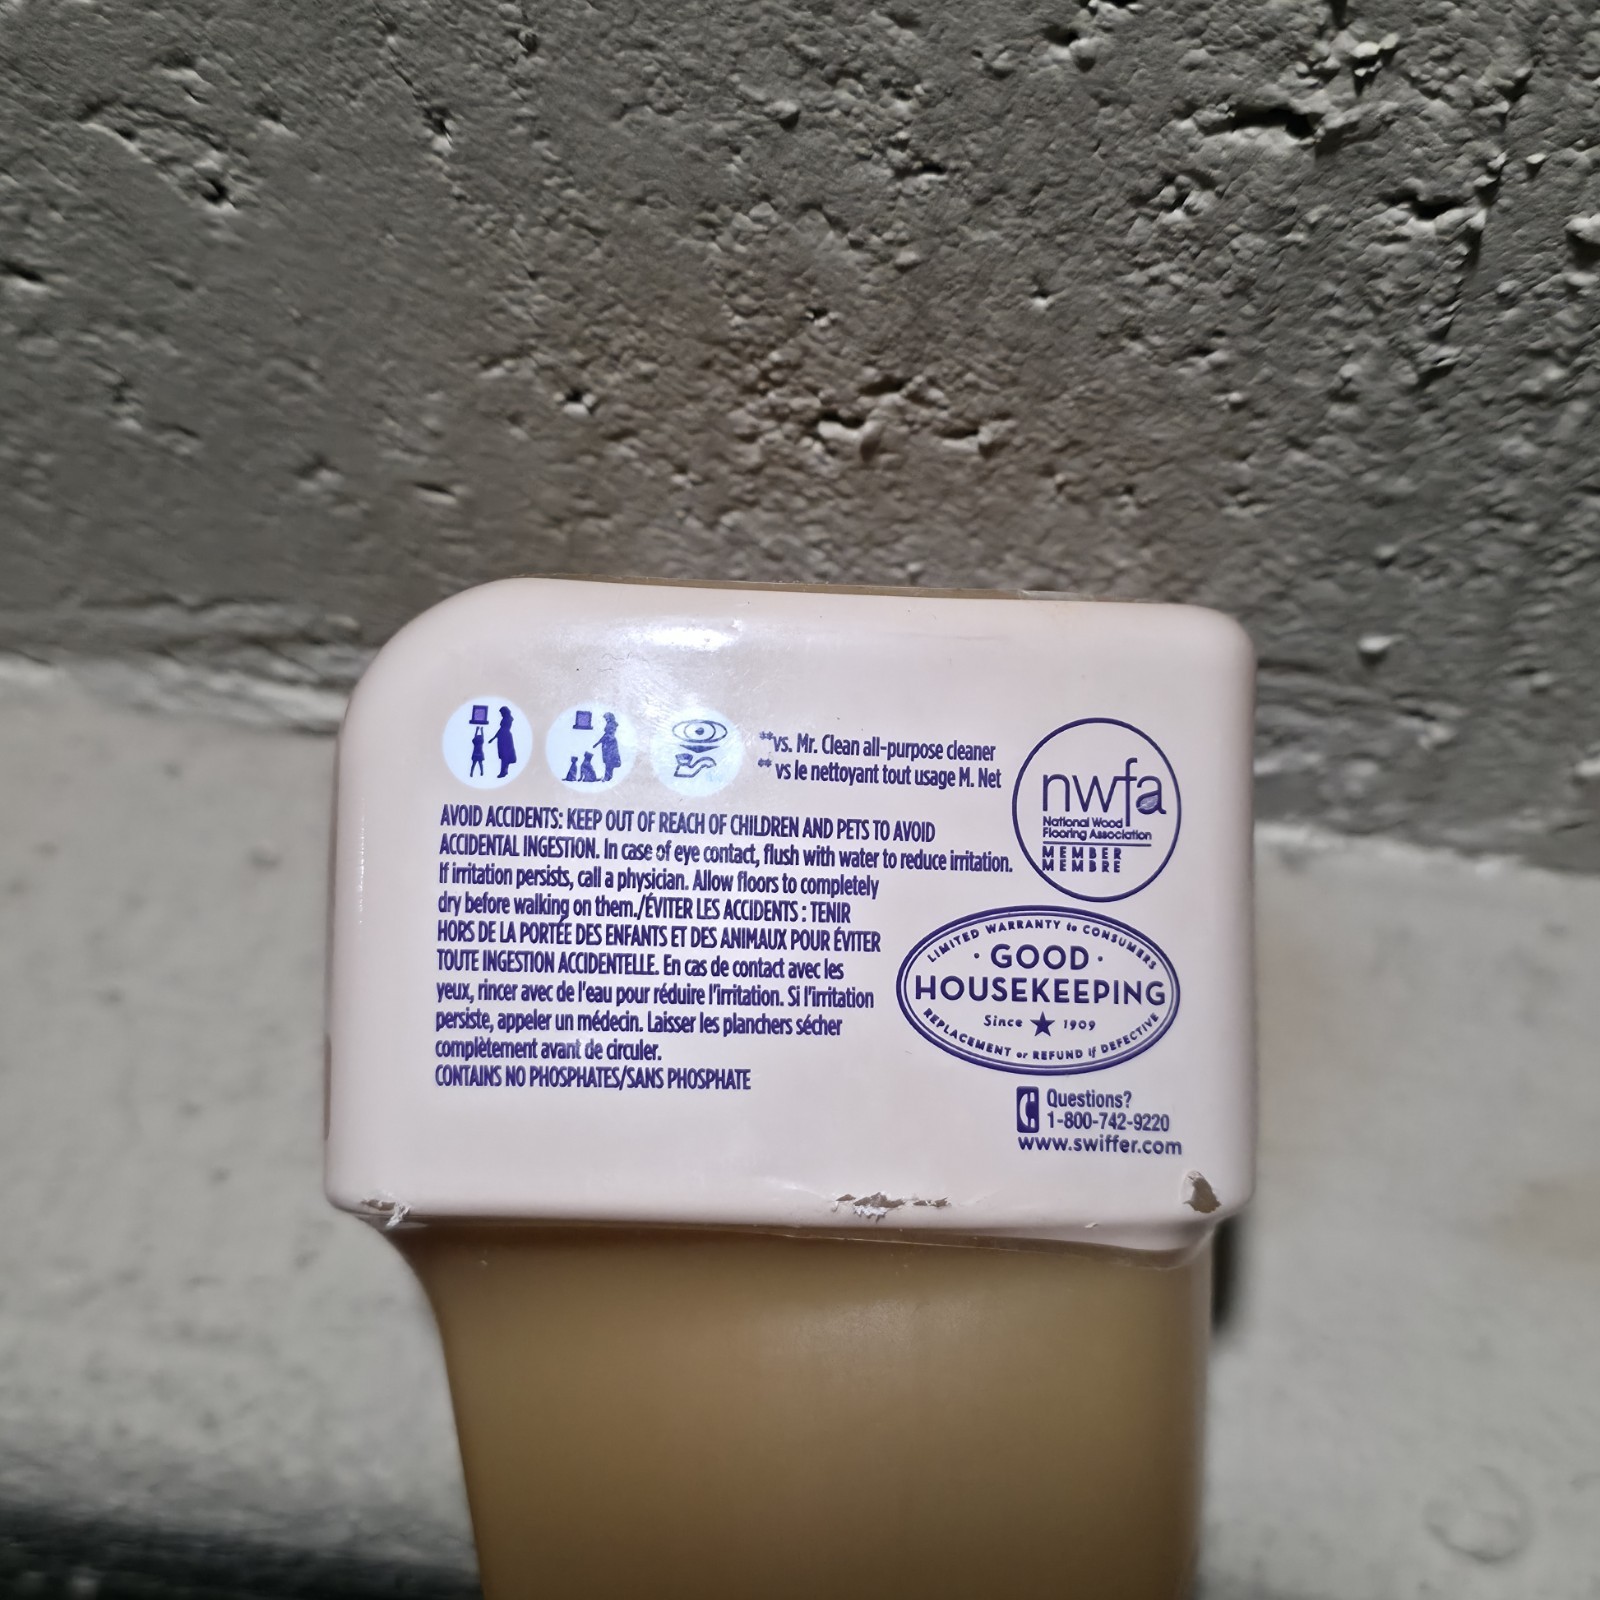 **vs. Mr. Clean all-purpose cleaner
** vs le nettoyant tout usage M. Net
AVOID ACCIDENTS: KEEP OUT OF REACH OF CHILDREN AND PETS TO AVOID
ACCIDENTAL INGESTION. In case of eye contact, flush with water to reduce irritation.
If irritation persists, call a physician. Allow floors to completely
dry before walking on them./ÉVITER LES ACCIDENTS : TENIR
HORS DE LA PORTÉE DES ENFANTS ET DES ANIMAUX POUR ÉVITER
TOUTE INGESTION ACCIDENTELLE. En cas de contact avec les
yeux, rincer avec de l'eau pour réduire l'irritation. Si l'irritation
persiste, appeler un médecin. Laisser les planchers sécher
complètement avant de circuler.
CONTAINS NO PHOSPHATES/SANS PHOSPHATE
nwfa
National Wood
Flooring Association
MEMBER
MEMBRE
LIMITED WARRANTY to CONSUMERS
· GOOD ·
HOUSEKEEPING
Since ★ 1909
REPLACEMENT or REFUND if DEFECTIVE
Questions?
1-800-742-9220
www.swiffer.com